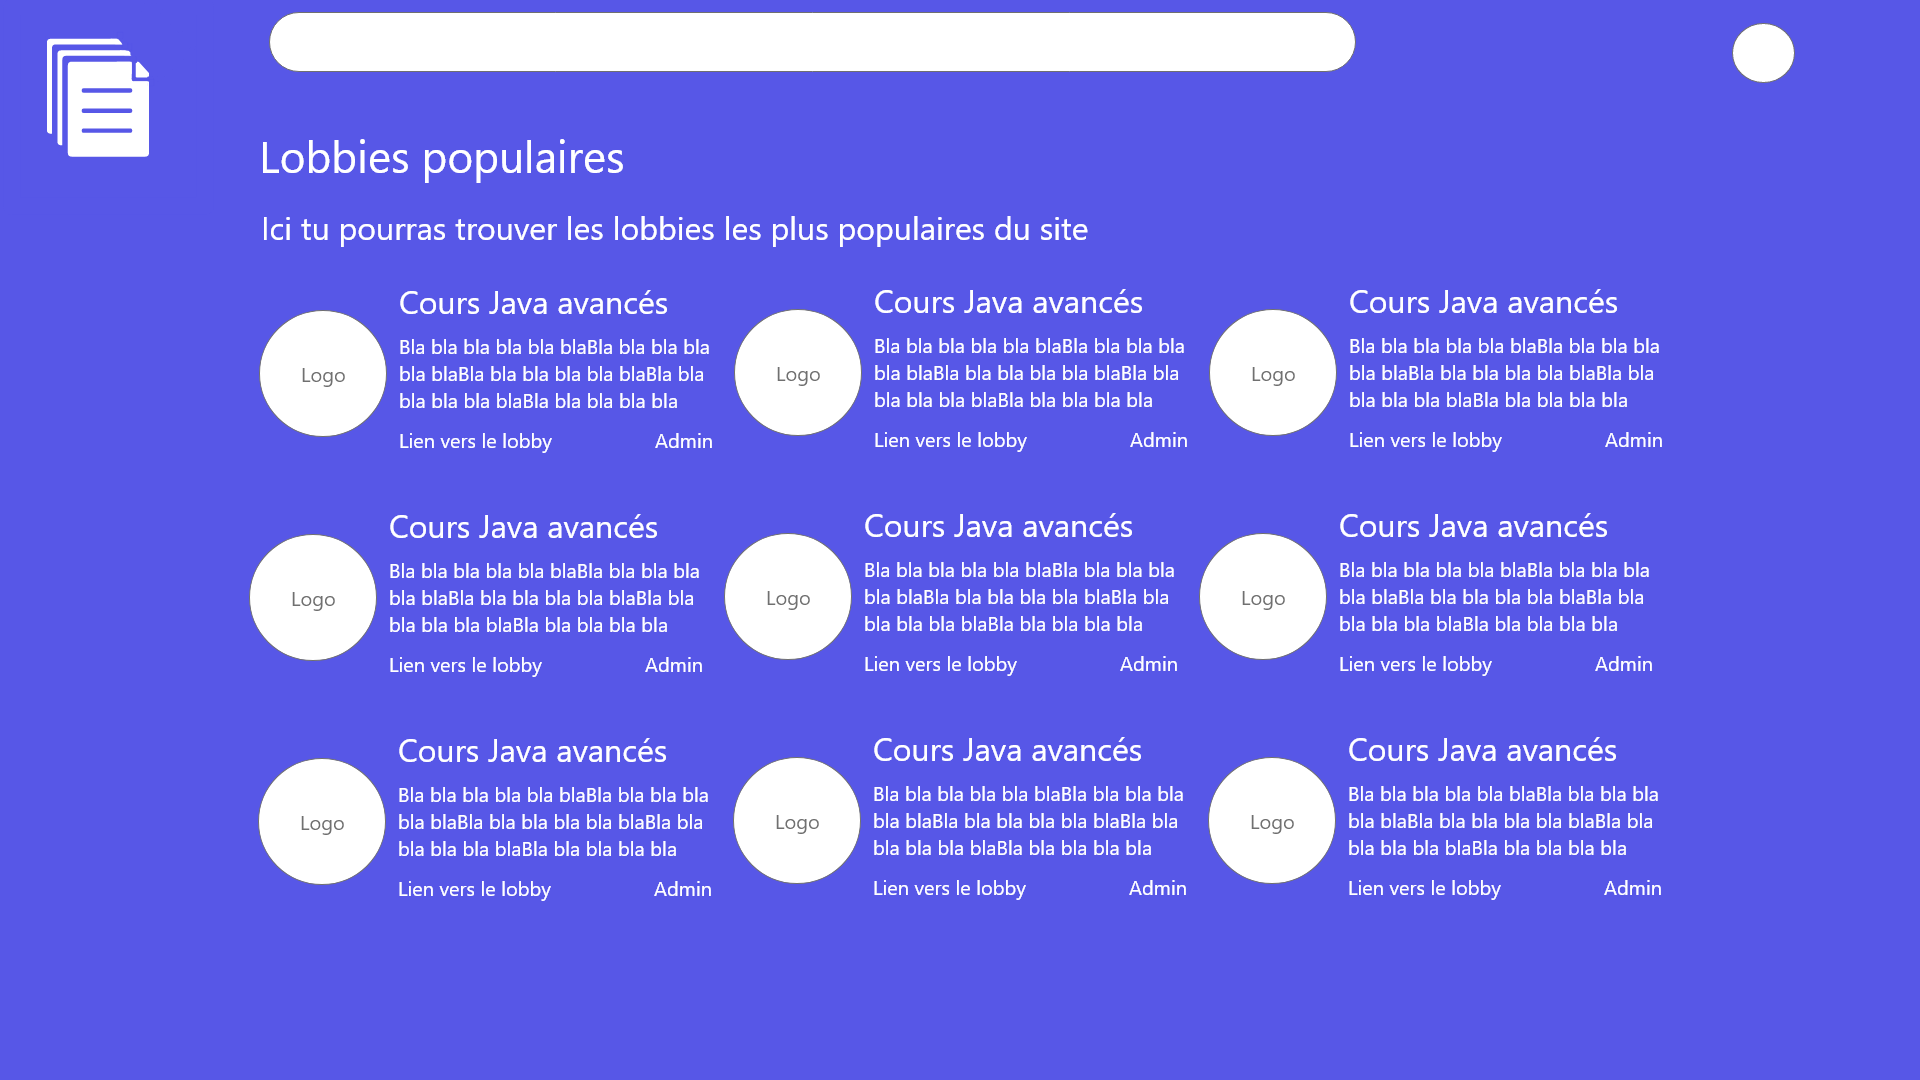 Lobbies populaires
Ici tu pourras trouver les lobbies les plus populaires du site
Cours Java avancés
Logo
Bla bla bla bla bla blaBla bla bla bla
bla blaBla bla bla bla bla blaBla bla
bla bla bla blaBla bla bla bla bla
Lien vers le lobby Admin
Cours Java avancés
Logo
Bla bla bla bla bla blaBla bla bla bla
bla blaBla bla bla bla bla blaBla bla
bla bla bla blaBla bla bla bla bla
Lien vers le lobby Admin
Cours Java avancés
Logo
Bla bla bla bla bla blaBla bla bla bla
bla blaBla bla bla bla bla blaBla bla
bla bla bla blaBla bla bla bla bla
Lien vers le lobby Admin
Cours Java avancés
Logo
Bla bla bla bla bla blaBla bla bla bla
bla blaBla bla bla bla bla blaBla bla
bla bla bla blaBla bla bla bla bla
Lien vers le lobby Admin
Cours Java avancés
Logo
Bla bla bla bla bla blaBla bla bla bla
bla blaBla bla bla bla bla blaBla bla
bla bla bla blaBla bla bla bla bla
Lien vers le lobby Admin
Cours Java avancés
Logo
Bla bla bla bla bla blaBla bla bla bla
bla blaBla bla bla bla bla blaBla bla
bla bla bla blaBla bla bla bla bla
Lien vers le lobby Admin
Cours Java avancés
Logo
Bla bla bla bla bla blaBla bla bla bla
bla blaBla bla bla bla bla blaBla bla
bla bla bla blaBla bla bla bla bla
Lien vers le lobby Admin
Cours Java avancés
Logo
Bla bla bla bla bla blaBla bla bla bla
bla blaBla bla bla bla bla blaBla bla
bla bla bla blaBla bla bla bla bla
Lien vers le lobby Admin
Cours Java avancés
Logo
Bla bla bla bla bla blaBla bla bla bla
bla blaBla bla bla bla bla blaBla bla
bla bla bla blaBla bla bla bla bla
Lien vers le lobby Admin